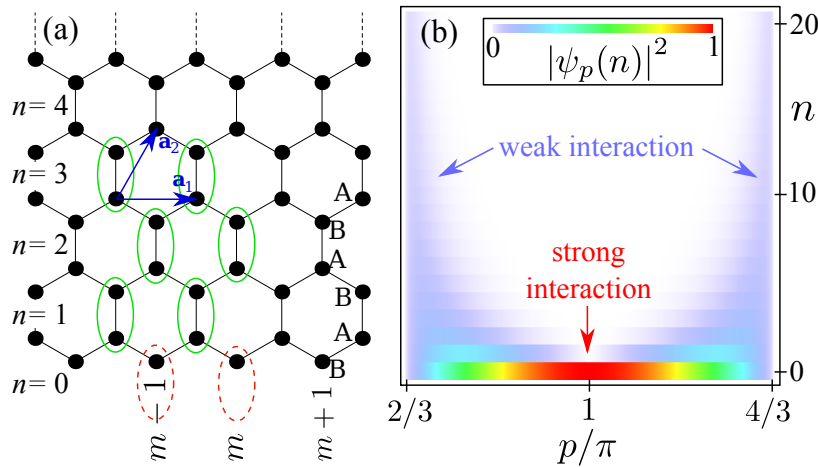 (a)
n= 4
n= 3
n= 2
n= 1
n= 0
a₂
a₁
A
B
A
B
A
B
m − 1
m
m + 1
(b)
0 1
|ψₚ(n)|²
20
n
10
0
weak interaction
strong
interaction
2/3 1 4/3
p/π